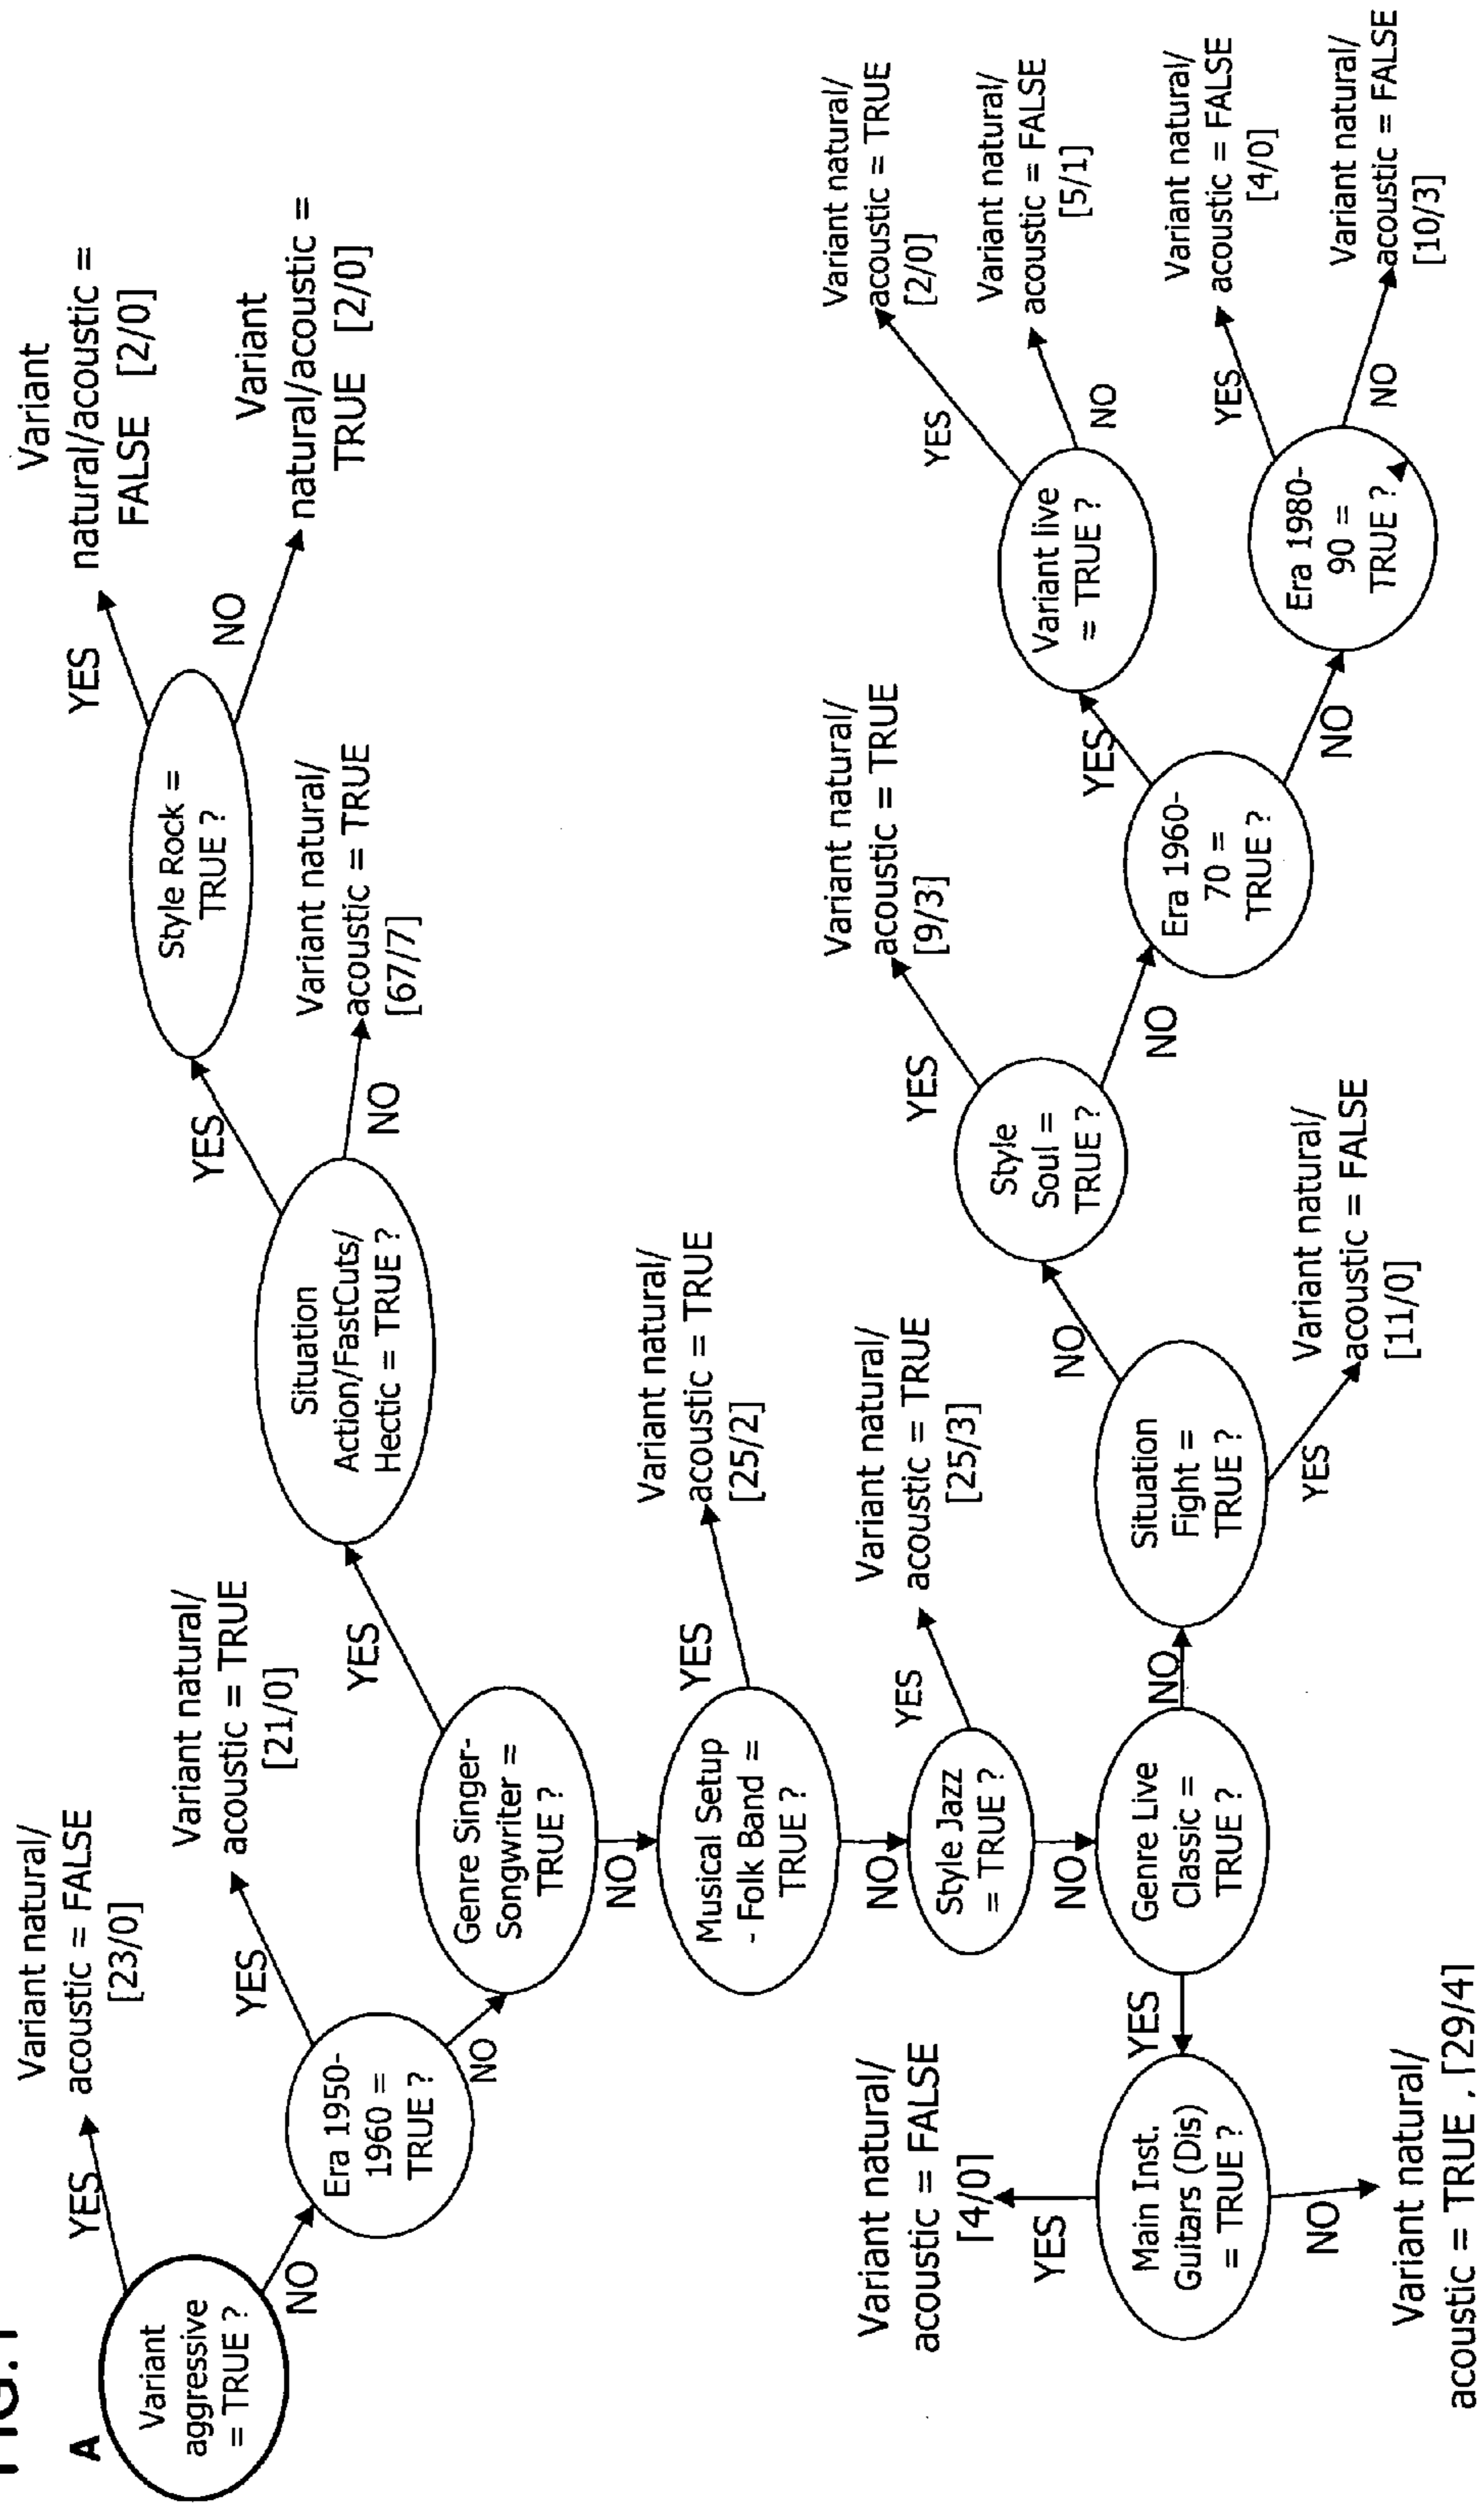 FIG.1
A
Variant
aggressive
= TRUE ?
YES
Variant natural/
acoustic = FALSE
[23/0]
NO
Era 1950-
1960 =
TRUE ?
YES
Variant natural/
acoustic = TRUE
[21/0]
NO
Genre Singer-
Songwriter =
TRUE ?
YES
Situation
Action/FastCuts/
Hectic = TRUE ?
YES
Style Rock =
TRUE ?
YES
Variant
natural/acoustic =
FALSE [2/0]
NO
Variant
natural/acoustic =
TRUE [2/0]
NO
Variant natural/
acoustic = TRUE
[67/7]
NO
Musical Setup
- Folk Band =
TRUE ?
YES
Variant natural/
acoustic = TRUE
[25/2]
NO
Style Jazz
= TRUE ?
YES
Variant natural/
acoustic = TRUE
[25/3]
NO
Genre Live
Classic =
TRUE ?
YES
Main Inst.
Guitars (Dis)
= TRUE ?
YES
Variant natural/
acoustic = FALSE
[4/0]
NO
Variant natural/
acoustic = TRUE , [29/4]
NO
Situation
Fight =
TRUE ?
YES
Variant natural/
acoustic = FALSE
[11/0]
NO
Style
Soul =
TRUE ?
YES
Variant natural/
acoustic = TRUE
[9/3]
NO
Era 1960-
70 =
TRUE ?
YES
Variant live
= TRUE ?
YES
Variant natural/
acoustic = TRUE
[2/0]
NO
Variant natural/
acoustic = FALSE
[5/1]
NO
Era 1980-
90 =
TRUE ?
YES
Variant natural/
acoustic = FALSE
[4/0]
NO
Variant natural/
acoustic = FALSE
[10/3]